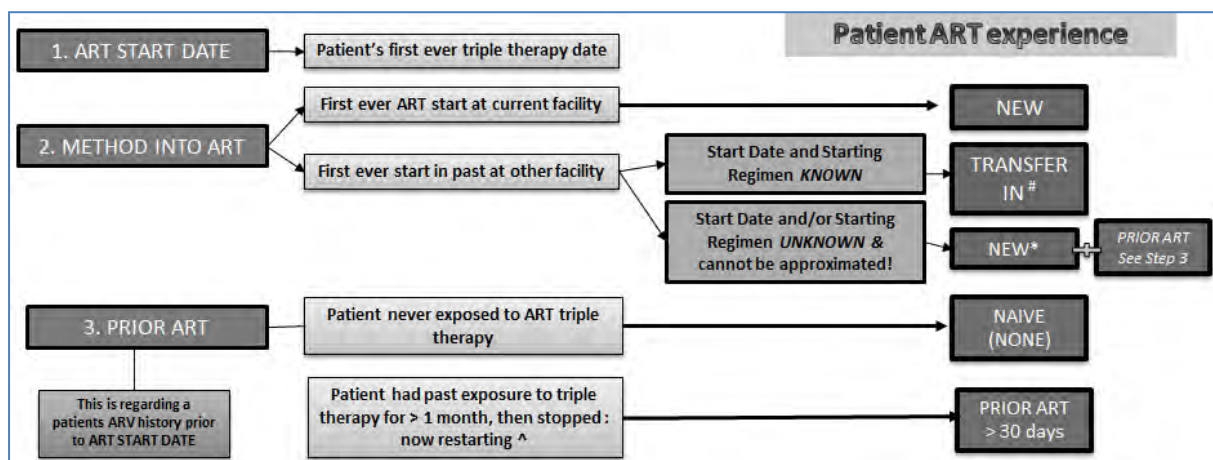 Patient ART experience
1. ART START DATE
Patient's first ever triple therapy date
2. METHOD INTO ART
First ever ART start at current facility
NEW
First ever start in past at other facility
Start Date and Starting
Regimen KNOWN
TRANSFER
IN #
Start Date and/or Starting
Regimen UNKNOWN &
cannot be approximated!
NEW*
PRIOR ART
See Step 3
3. PRIOR ART
Patient never exposed to ART triple
therapy
NAIVE
(NONE)
This is regarding a
patients ARV history prior
to ART START DATE
Patient had past exposure to triple
therapy for > 1 month, then stopped :
now restarting ^
PRIOR ART
> 30 days